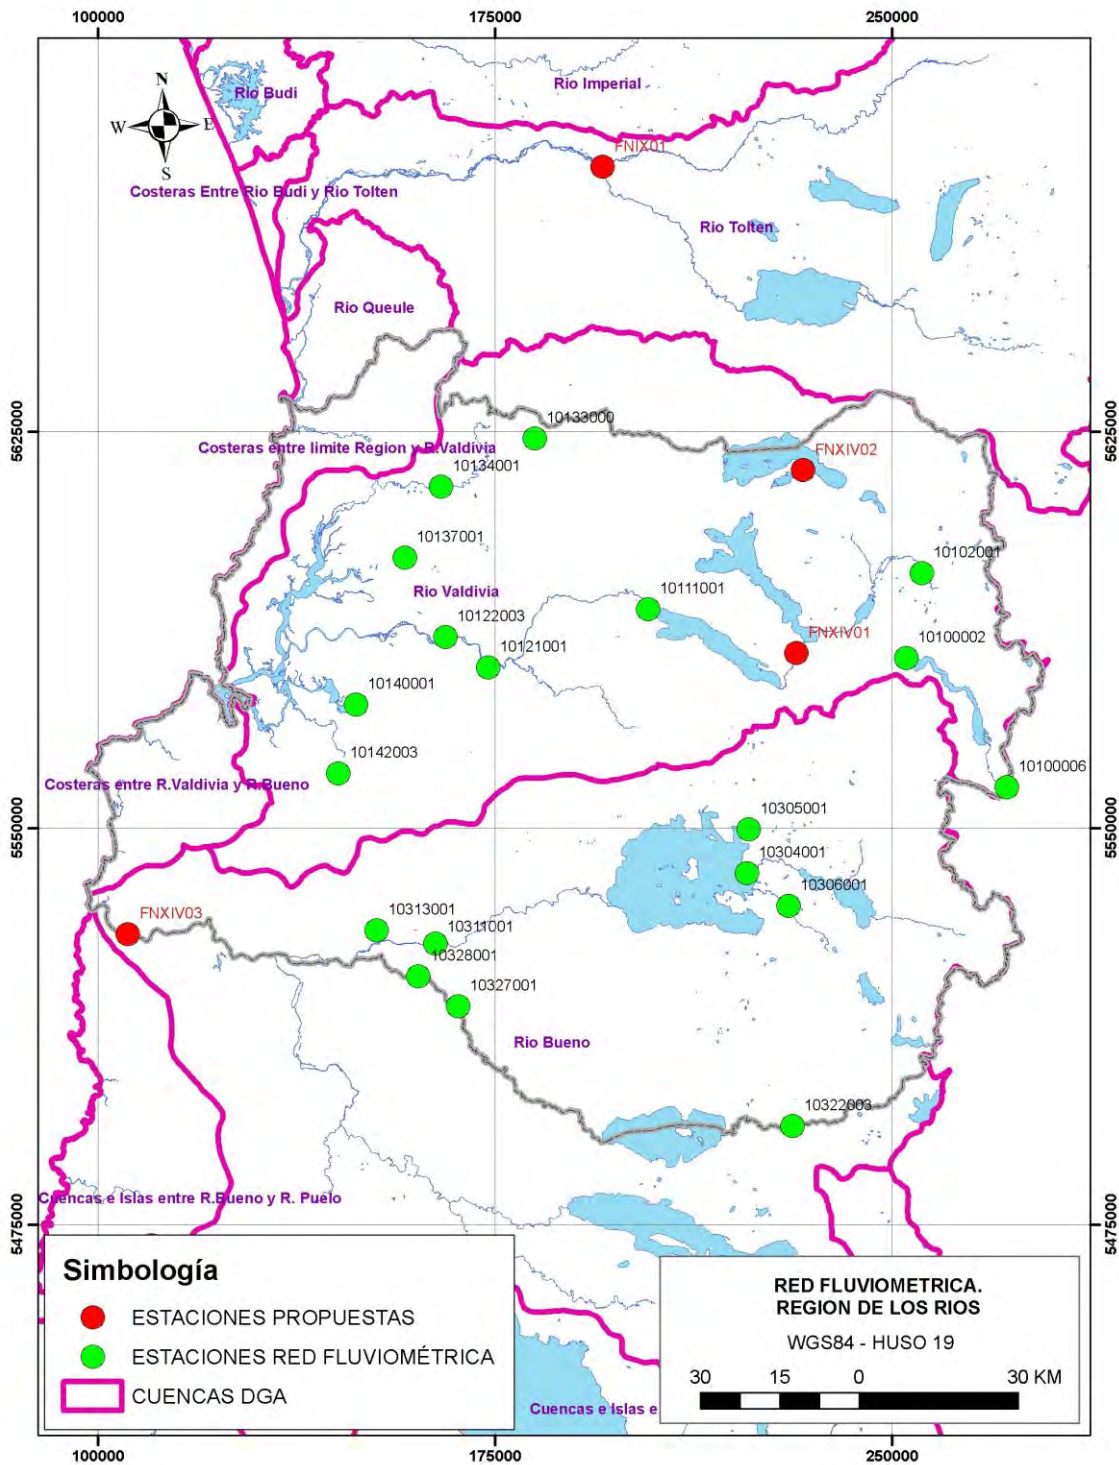 100000
175000
250000
N
W
E
S
Rio Budi
Rio Imperial
FNIX01
Costeras Entre Rio Budi y Rio Tolten
Rio Tolten
Rio Queule
5625000
5625000
10133000
Costeras entre limite Region y R.Valdivia
FNXIV02
10134001
10137001
10102001
Rio Valdivia
10111001
10122003
10121001
FNXIV01
10100002
10140001
10142003
Costeras entre R.Valdivia y R.Bueno
10100006
10305001
5550000
5550000
10304001
10306001
FNXIV03
10313001
10311001
10328001
10327001
Rio Bueno
10322003
Cuencas e Islas entre R.Bueno y R. Puelo
5475000
5475000
Simbología
ESTACIONES PROPUESTAS
ESTACIONES RED FLUVIOMÉTRICA
CUENCAS DGA
RED FLUVIOMETRICA.
REGION DE LOS RIOS
WGS84 - HUSO 19
30 15 0 30 KM
Cuencas e Islas e
100000
175000
250000